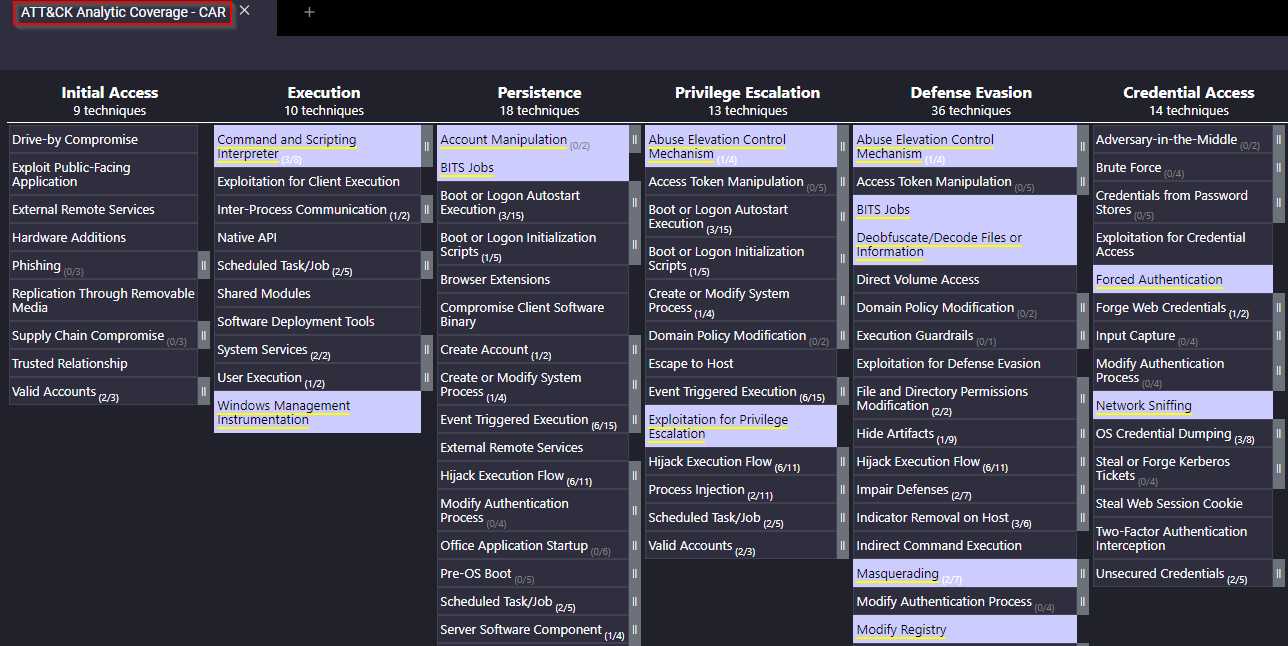 ATT&CK Analytic Coverage - CAR
Initial Access
9 techniques
Drive-by Compromise
Exploit Public-Facing
Application
External Remote Services
Hardware Additions
Phishing (0/3)
Replication Through Removable
Media
Supply Chain Compromise (0/3)
Trusted Relationship
Valid Accounts (2/3)
Execution
10 techniques
Command and Scripting
Interpreter (3/8)
Exploitation for Client Execution
Inter-Process Communication (1/2)
Native API
Scheduled Task/Job (2/5)
Shared Modules
Software Deployment Tools
System Services (2/2)
User Execution (1/2)
Windows Management
Instrumentation
Persistence
18 techniques
Account Manipulation (0/2)
BITS Jobs
Boot or Logon Autostart
Execution (3/15)
Boot or Logon Initialization
Scripts (1/5)
Browser Extensions
Compromise Client Software
Binary
Create Account (1/2)
Create or Modify System
Process (1/4)
Event Triggered Execution (6/15)
External Remote Services
Hijack Execution Flow (6/11)
Modify Authentication
Process (0/4)
Office Application Startup (0/6)
Pre-OS Boot (0/5)
Scheduled Task/Job (2/5)
Server Software Component (1/4)
Privilege Escalation
13 techniques
Abuse Elevation Control
Mechanism (1/4)
Access Token Manipulation (0/5)
Boot or Logon Autostart
Execution (3/15)
Boot or Logon Initialization
Scripts (1/5)
Create or Modify System
Process (1/4)
Domain Policy Modification (0/2)
Escape to Host
Event Triggered Execution (6/15)
Exploitation for Privilege
Escalation
Hijack Execution Flow (6/11)
Process Injection (2/11)
Scheduled Task/Job (2/5)
Valid Accounts (2/3)
Defense Evasion
36 techniques
Abuse Elevation Control
Mechanism (1/4)
Access Token Manipulation (0/5)
BITS Jobs
Deobfuscate/Decode Files or
Information
Direct Volume Access
Domain Policy Modification (0/2)
Execution Guardrails (0/1)
Exploitation for Defense Evasion
File and Directory Permissions
Modification (2/2)
Hide Artifacts (1/9)
Hijack Execution Flow (6/11)
Impair Defenses (2/7)
Indicator Removal on Host (3/6)
Indirect Command Execution
Masquerading (2/7)
Modify Authentication Process (0/4)
Modify Registry
Credential Access
14 techniques
Adversary-in-the-Middle (0/2)
Brute Force (0/4)
Credentials from Password
Stores (0/5)
Exploitation for Credential
Access
Forced Authentication
Forge Web Credentials (1/2)
Input Capture (0/4)
Modify Authentication
Process (0/4)
Network Sniffing
OS Credential Dumping (3/8)
Steal or Forge Kerberos
Tickets (0/4)
Steal Web Session Cookie
Two-Factor Authentication
Interception
Unsecured Credentials (2/5)